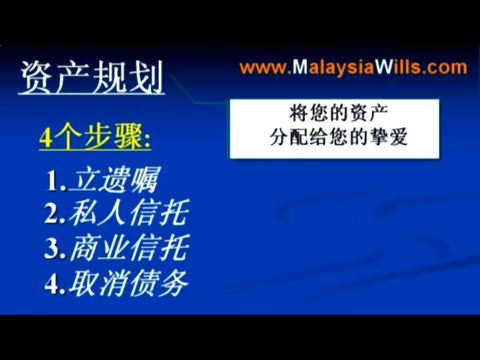 资产规划
www.MalaysiaWills.com
将您的资产
分配给您的挚爱
4个步骤:
1.立遗嘱
2.私人信托
3.商业信托
4.取消债务